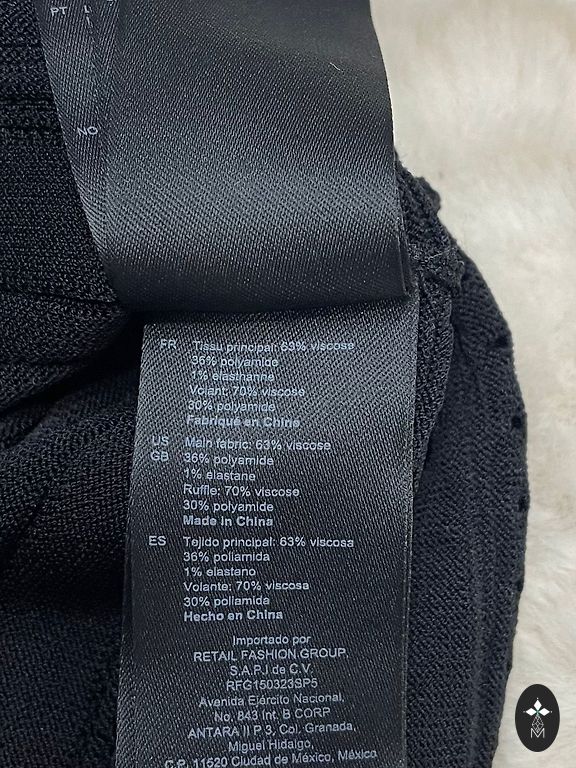 PT
NO
FR Tissu principal: 63% viscose
36% polyamide
1% elasthanne
Volant: 70% viscose
30% polyamide
Fabriqué en Chine
US Main fabric: 63% viscose
GB 36% polyamide
1% elastane
Ruffle: 70% viscose
30% polyamide
Made in China
ES Tejido principal: 63% viscosa
36% poliamida
1% elastano
Volante: 70% viscosa
30% poliamida
Hecho en China
Importado por
RETAIL FASHION GROUP,
S.A.P.I de C.V.
RFG150323SP5
Avenida Ejército Nacional,
No. 843 Int. B CORP
ANTARA II P 3, Col. Granada,
Miguel Hidalgo,
C.P. 11520 Ciudad de México, México
M